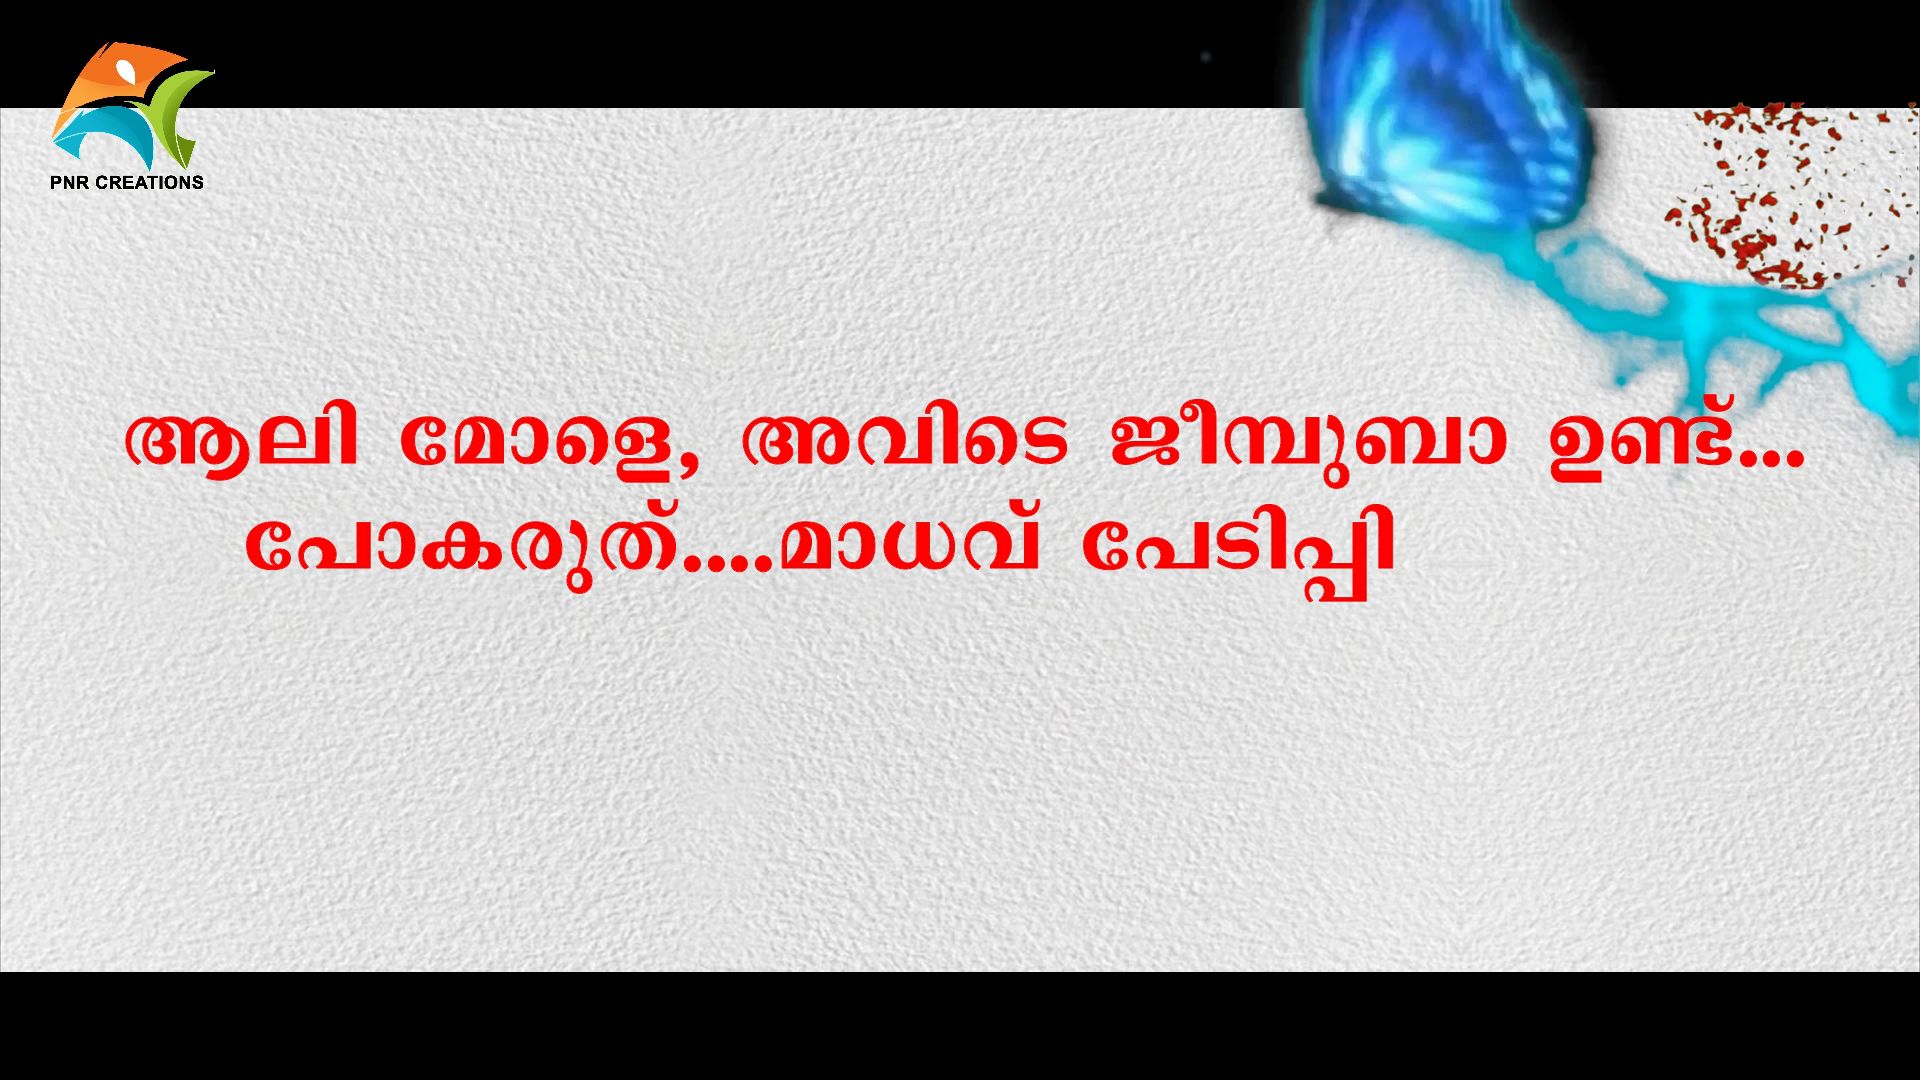 PNR CREATIONS
ആലി മോളെ, അവിടെ ജീമ്പുബാ ഉണ്ട്...
പോകരുത്....മാധവ് പേടിപ്പി